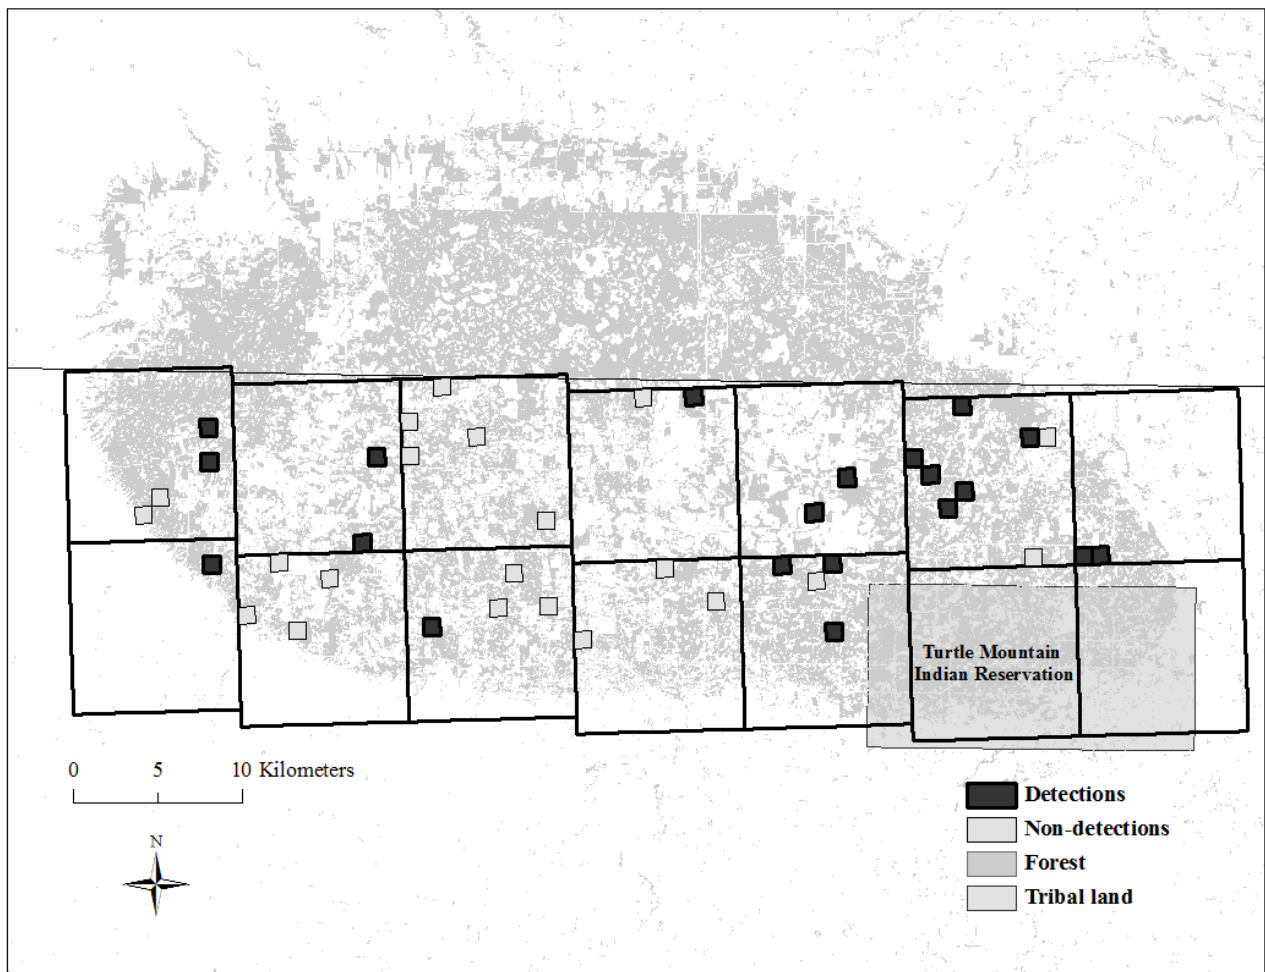 Turtle Mountain
Indian Reservation
0 5 10 Kilometers
N
Detections
Non-detections
Forest
Tribal land